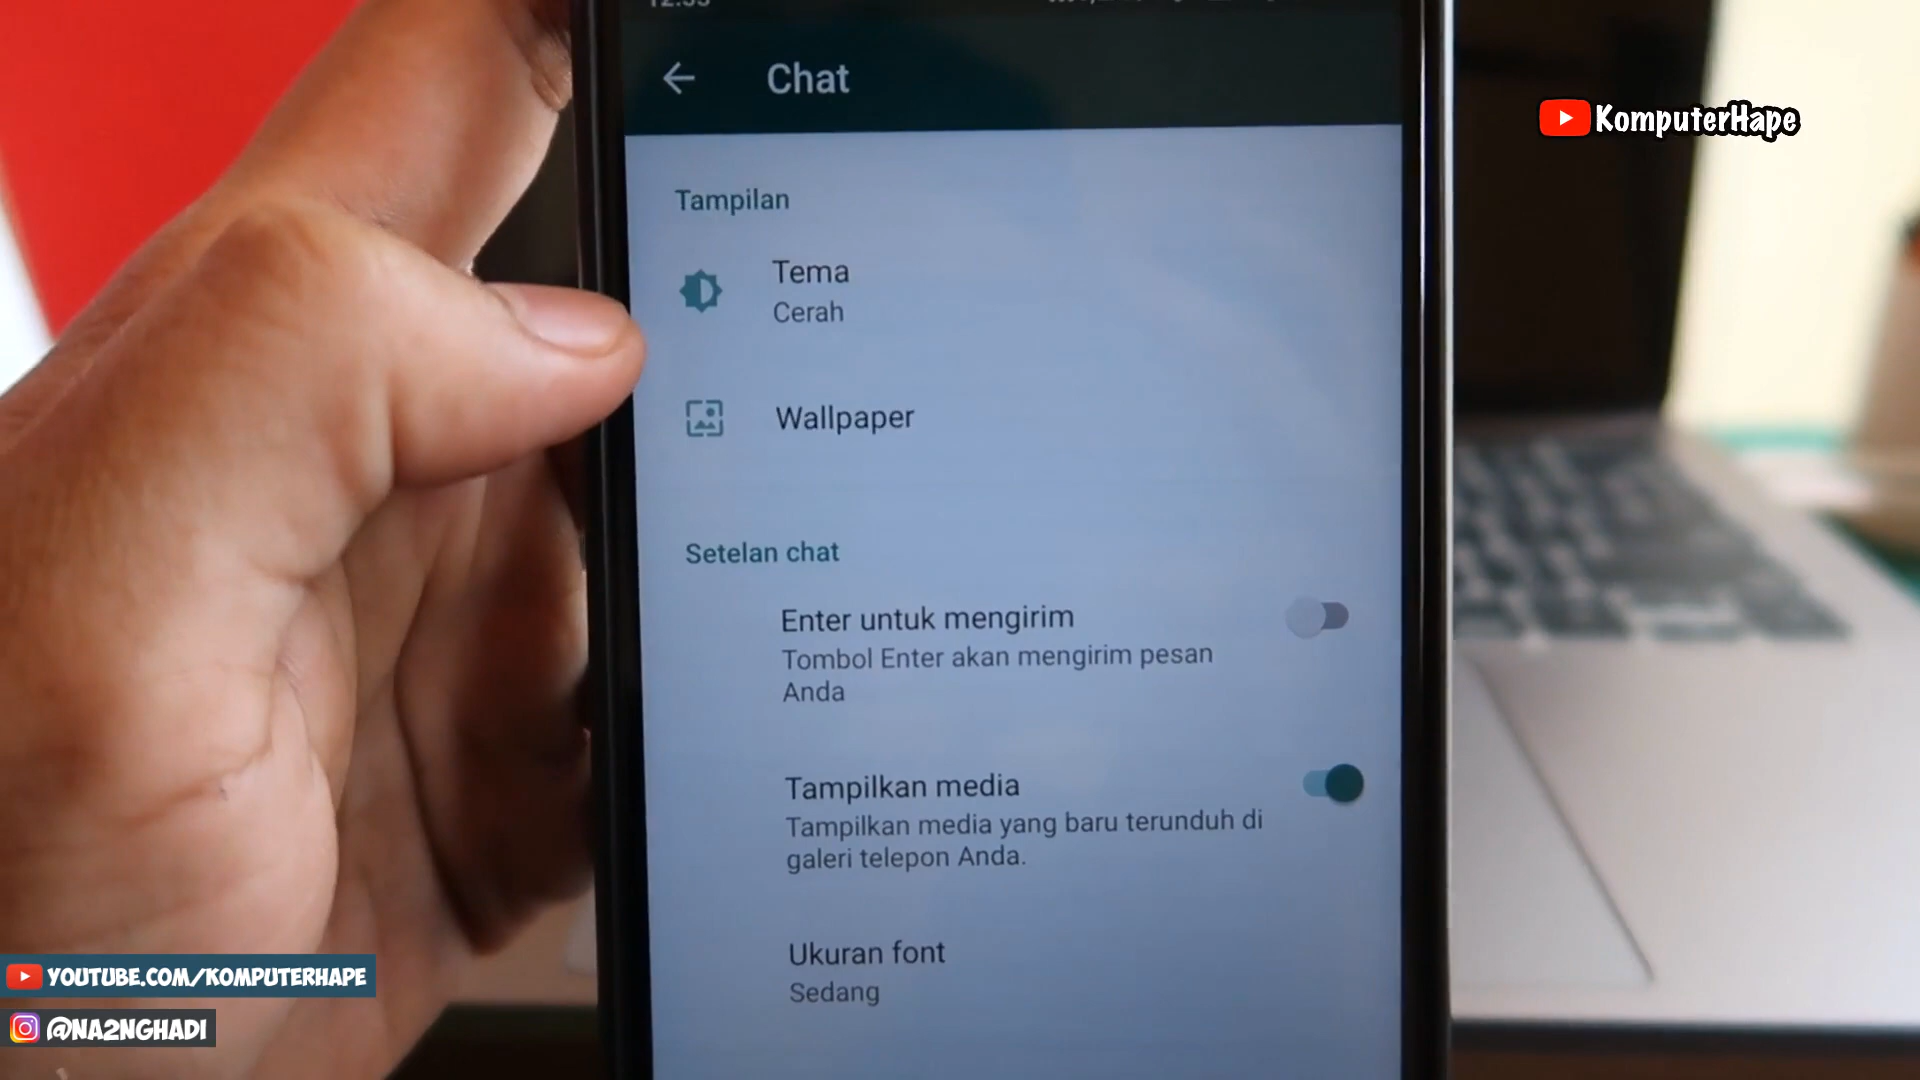 Chat
KomputerHape
Tampilan
Tema
Cerah
Wallpaper
Setelan chat
Enter untuk mengirim
Tombol Enter akan mengirim pesan
Anda
Tampilkan media
Tampilkan media yang baru terunduh di
galeri telepon Anda.
Ukuran font
Sedang
YOUTUBE.COM/KOMPUTERHAPE
@NA2NGHADI